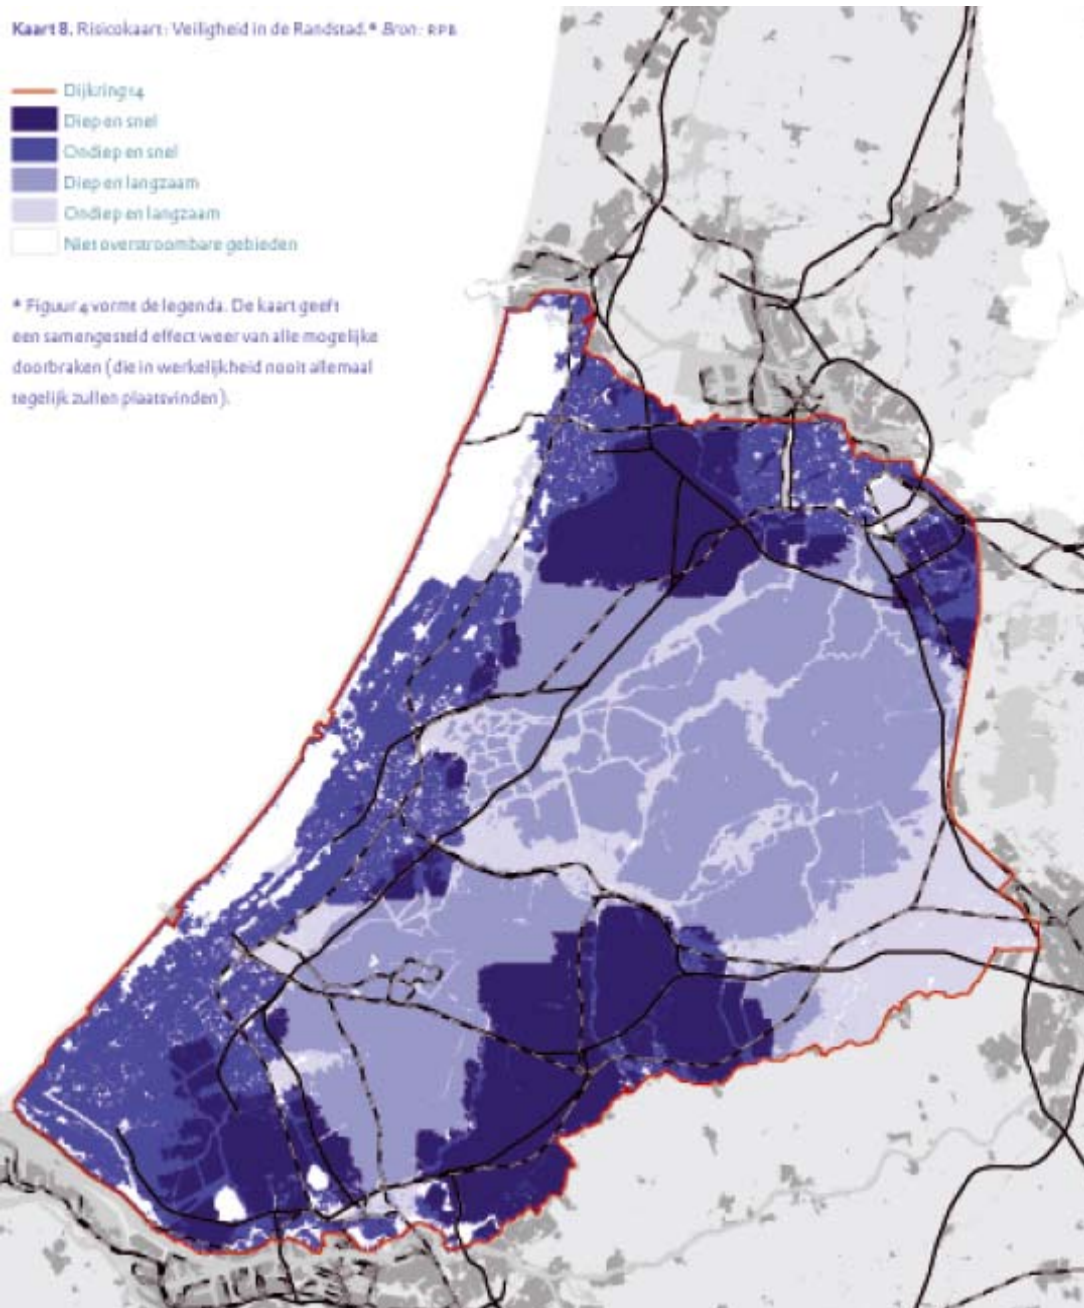 Kaart 8. Risicokaart: Veiligheid in de Randstad.* Bron: RPB
Dijkring 14
Diep en snel
Ondiep en snel
Diep en langzaam
Ondiep en langzaam
Niet overstroombare gebieden
* Figuur 4 vormt de legenda. De kaart geeft
een samengesteld effect weer van alle mogelijke
doorbraken (die in werkelijkheid nooit allemaal
tegelijk zullen plaatsvinden).